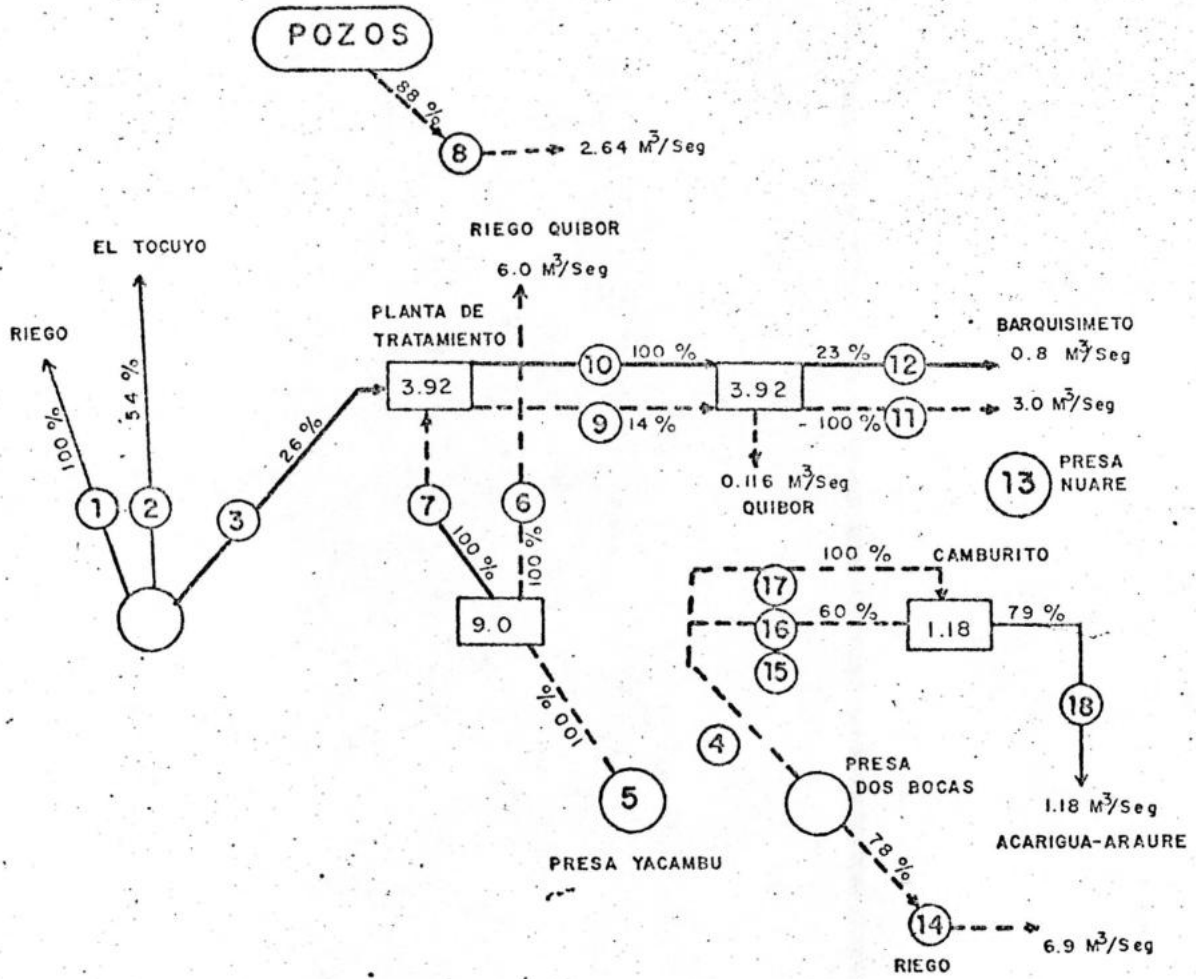 POZOS
88 %
8
2.64 M³/Seg
RIEGO QUIBOR
6.0 M³/Seg
EL TOCUYO
RIEGO
PLANTA DE
TRATAMIENTO
BARQUISIMETO
0.8 M³/Seg
3.92
10
100 %
3.92
23 %
12
9
14 %
100 %
11
3.0 M³/Seg
100 %
54 %
26 %
0.116 M³/Seg
QUIBOR
13
PRESA
NUARE
1
2
3
7
6
100 %
100 %
9.0
100 %
CAMBURITO
17
16
60 %
1.18
79 %
15
18
4
100 %
5
PRESA YACAMBU
PRESA
DOS BOCAS
1.18 M³/Seg
ACARIGUA-ARAURE
78 %
14
6.9 M³/Seg
RIEGO